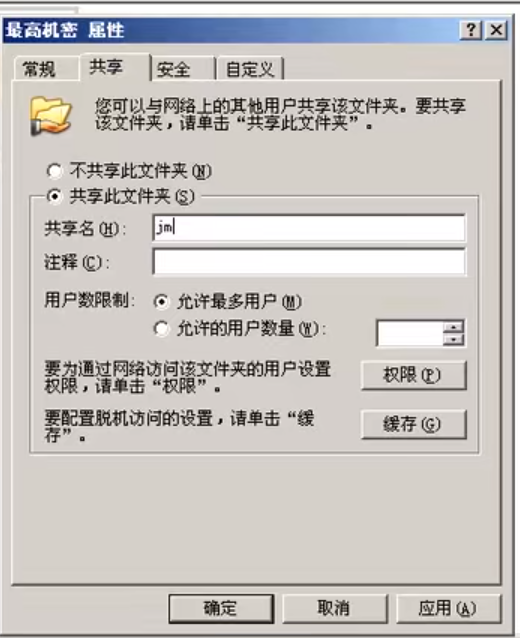 最高机密 属性
常规 共享 安全 自定义
您可以与网络上的其他用户共享该文件夹。要共享
该文件夹，请单击“共享此文件夹”。
不共享此文件夹(N)
共享此文件夹(S)
共享名(H): jm
注释(C):
用户数限制: 允许最多用户(M)
允许的用户数量(W):
要为通过网络访问该文件夹的用户设置
权限，请单击“权限”。
权限(P)
要配置脱机访问的设置，请单击“缓
存”。
缓存(G)
确定 取消 应用(A)